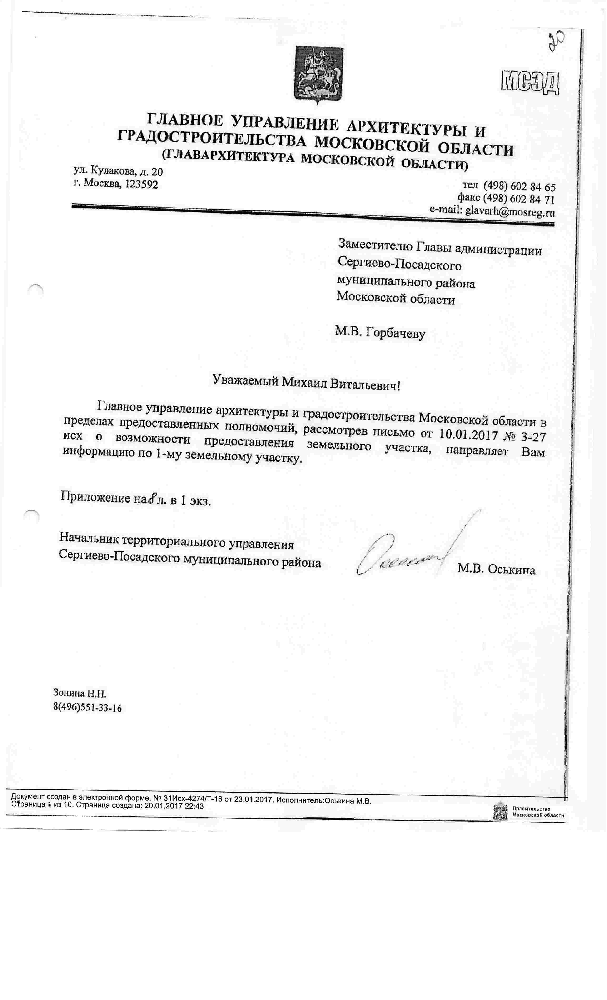 20
МСЭД
ГЛАВНОЕ УПРАВЛЕНИЕ АРХИТЕКТУРЫ И
ГРАДОСТРОИТЕЛЬСТВА МОСКОВСКОЙ ОБЛАСТИ
(ГЛАВАРХИТЕКТУРА МОСКОВСКОЙ ОБЛАСТИ)
ул. Кулакова, д. 20
г. Москва, 123592
тел (498) 602 84 65
факс (498) 602 84 71
e-mail: glavarh@mosreg.ru
Заместителю Главы администрации
Сергиево-Посадского
муниципального района
Московской области
М.В. Горбачеву
Уважаемый Михаил Витальевич!
Главное управление архитектуры и градостроительства Московской области в
пределах предоставленных полномочий, рассмотрев письмо от 10.01.2017 № 3-27
исх о возможности предоставления земельного участка, направляет Вам
информацию по 1-му земельному участку.
Приложение на 8 л. в 1 экз.
Начальник территориального управления
Сергиево-Посадского муниципального района
М.В. Оськина
Зонина Н.Н.
8(496)551-33-16
Документ создан в электронной форме. № 31Исх-4274/Т-16 от 23.01.2017. Исполнитель:Оськина М.В.
Страница 1 из 10. Страница создана: 20.01.2017 22:43
Правительство
Московской области